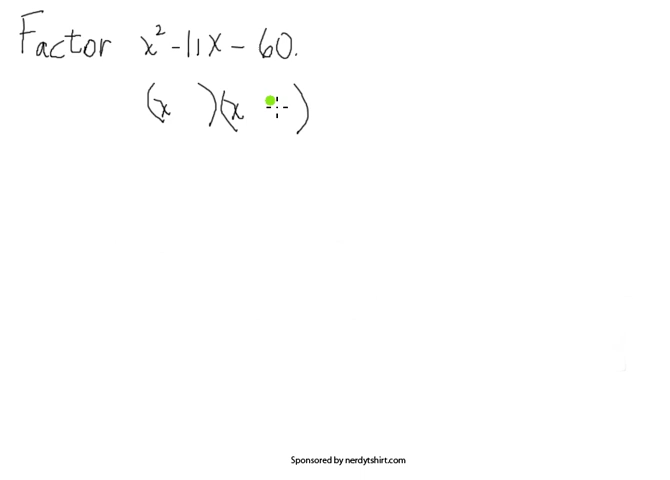 Factor x² - 11x - 60.
(x )(x )
Sponsored by nerdytshirt.com